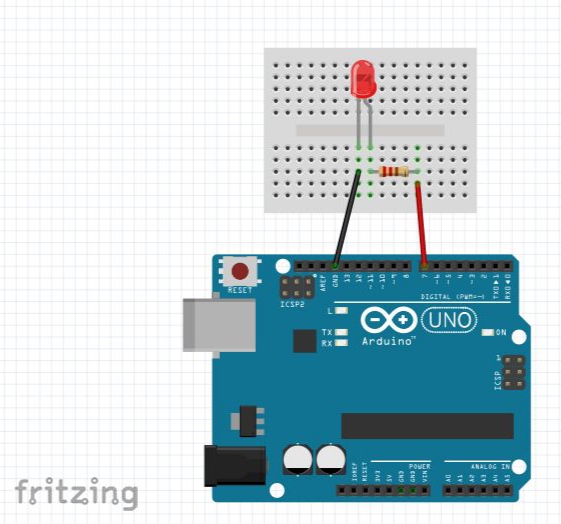 RESET
ICSP2
AREF
GND
13
12
~11
~10
~9
8
7
~6
~5
4
~3
2
TX▶1
RX◀0
DIGITAL (PWM=~)
L
TX
RX
UNO
Arduino™
ON
1
ICSP
POWER
ANALOG IN
IOREF
RESET
3V3
5V
GND
GND
VIN
A0
A1
A2
A3
A4
A5
fritzing